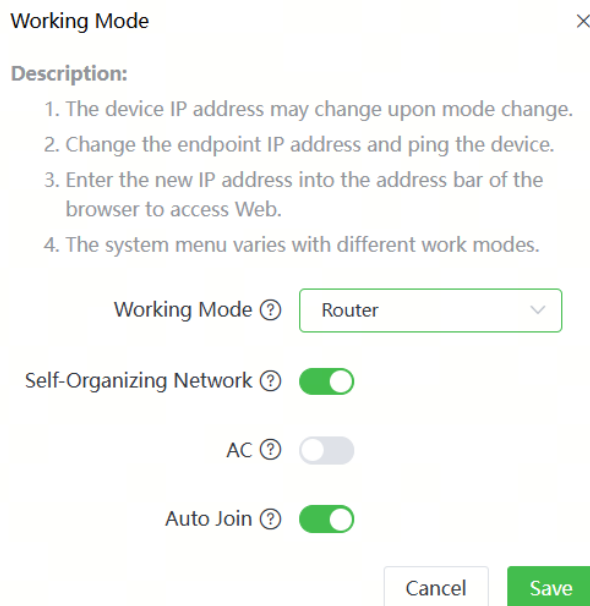 Working Mode
Description:
1. The device IP address may change upon mode change.
2. Change the endpoint IP address and ping the device.
3. Enter the new IP address into the address bar of the
browser to access Web.
4. The system menu varies with different work modes.
Working Mode ? Router
Self-Organizing Network ?
AC ?
Auto Join ?
Cancel Save